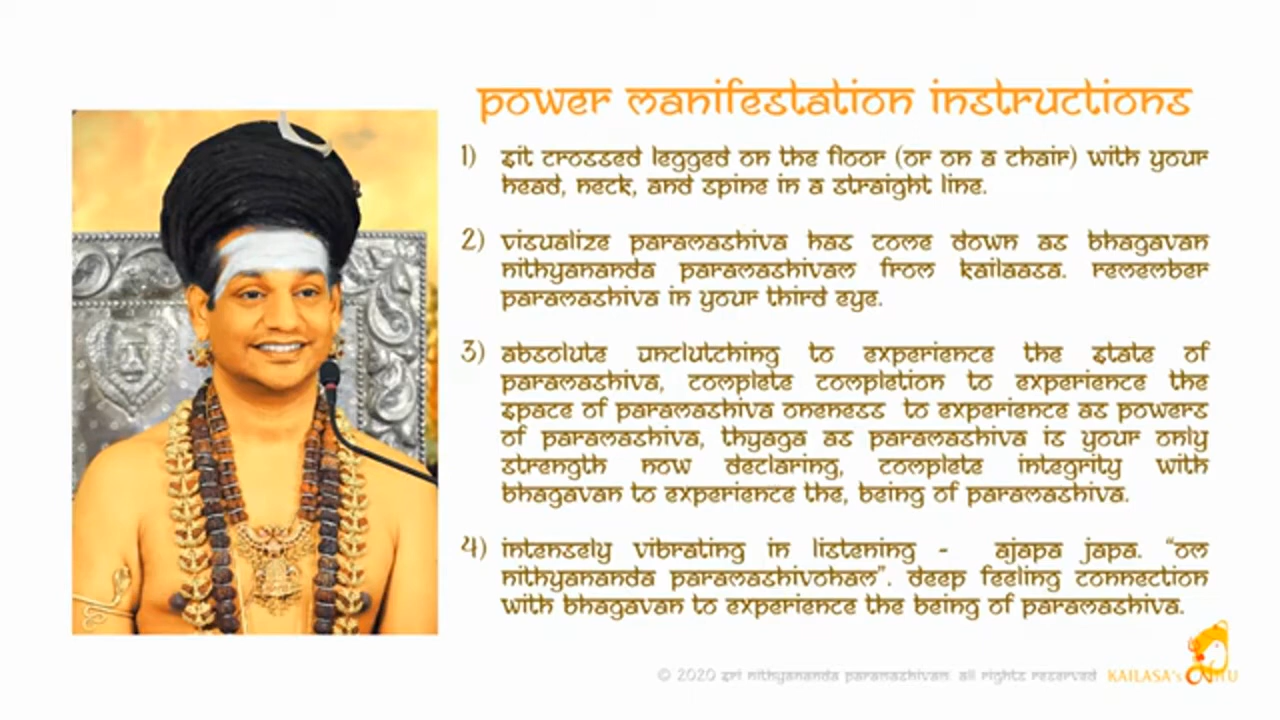 power manifestation instructions
1) sit crossed legged on the floor (or on a chair) with your
head, neck, and spine in a straight line.
2) visualize paramashiva has come down as bhagavan
nithyananda paramashivam from kailaasa. remember
paramashiva in your third eye.
3) absolute unclutching to experience the state of
paramashiva, complete completion to experience the
space of paramashiva oneness to experience as powers
of paramashiva, thyaga as paramashiva is your only
strength now declaring, complete integrity with
bhagavan to experience the, being of paramashiva.
4) intensely vibrating in listening - ajapa japa. “om
nithyananda paramashivoham”. deep feeling connection
with bhagavan to experience the being of paramashiva.
© 2020 sri nithyananda paramashivam all rights reserved KAILASA's